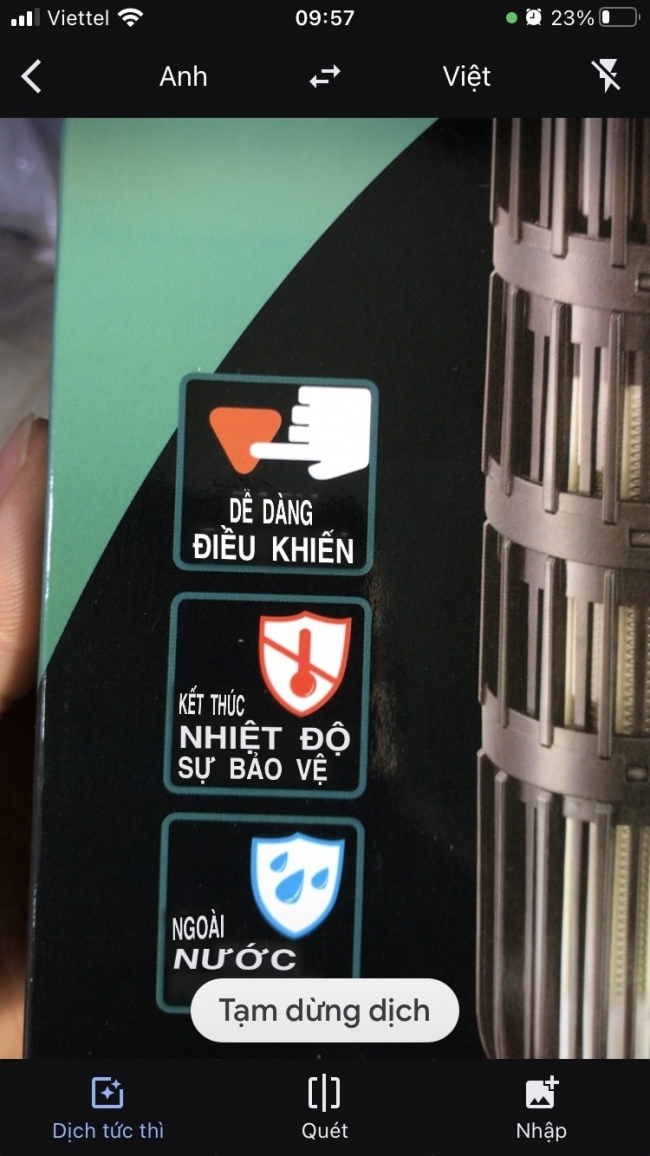 Viettel 09:57 23%
Anh Việt
DỄ DÀNG
ĐIỀU KHIỂN
KẾT THÚC
NHIỆT ĐỘ
SỰ BẢO VỆ
NGOÀI
NƯỚC
Tạm dừng dịch
Dịch tức thì Quét Nhập